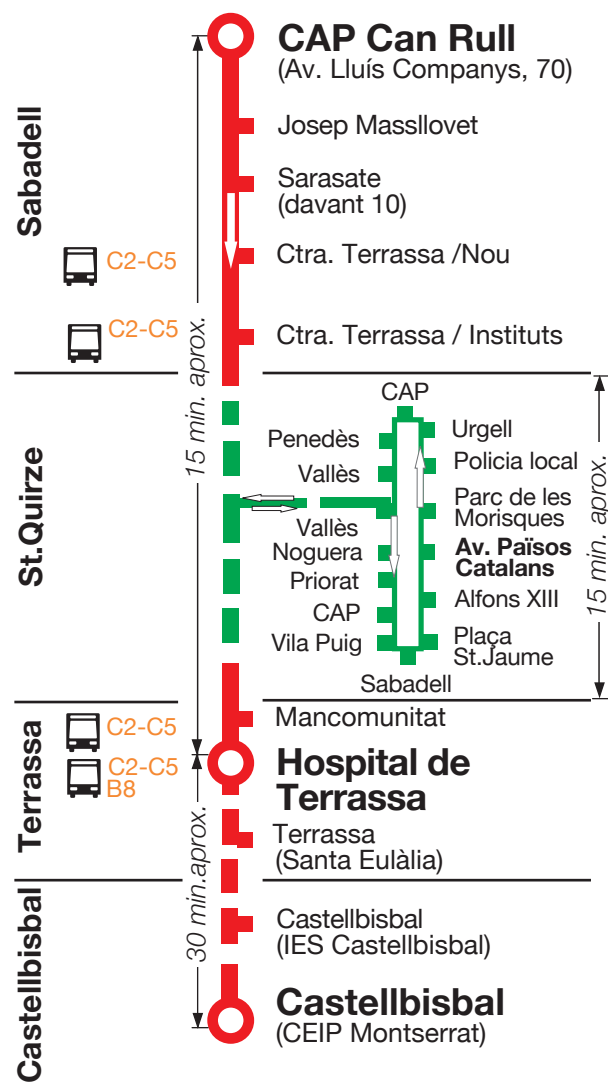 CAP Can Rull
(Av. Lluís Companys, 70)
Josep Massllovet
Sarasate
(davant 10)
Sabadell
C2-C5
Ctra. Terrassa /Nou
C2-C5
Ctra. Terrassa / Instituts
15 min. aprox.
St.Quirze
CAP
Penedès
Urgell
Vallès
Policia local
Parc de les
Morisques
Vallès
Noguera
Av. Països
Catalans
Priorat
Alfons XIII
CAP
Vila Puig
Plaça
St.Jaume
Sabadell
15 min. aprox.
Terrassa
C2-C5
Mancomunitat
C2-C5
B8
Hospital de
Terrassa
Terrassa
(Santa Eulàlia)
30 min.aprox.
Castellbisbal
Castellbisbal
(IES Castellbisbal)
Castellbisbal
(CEIP Montserrat)